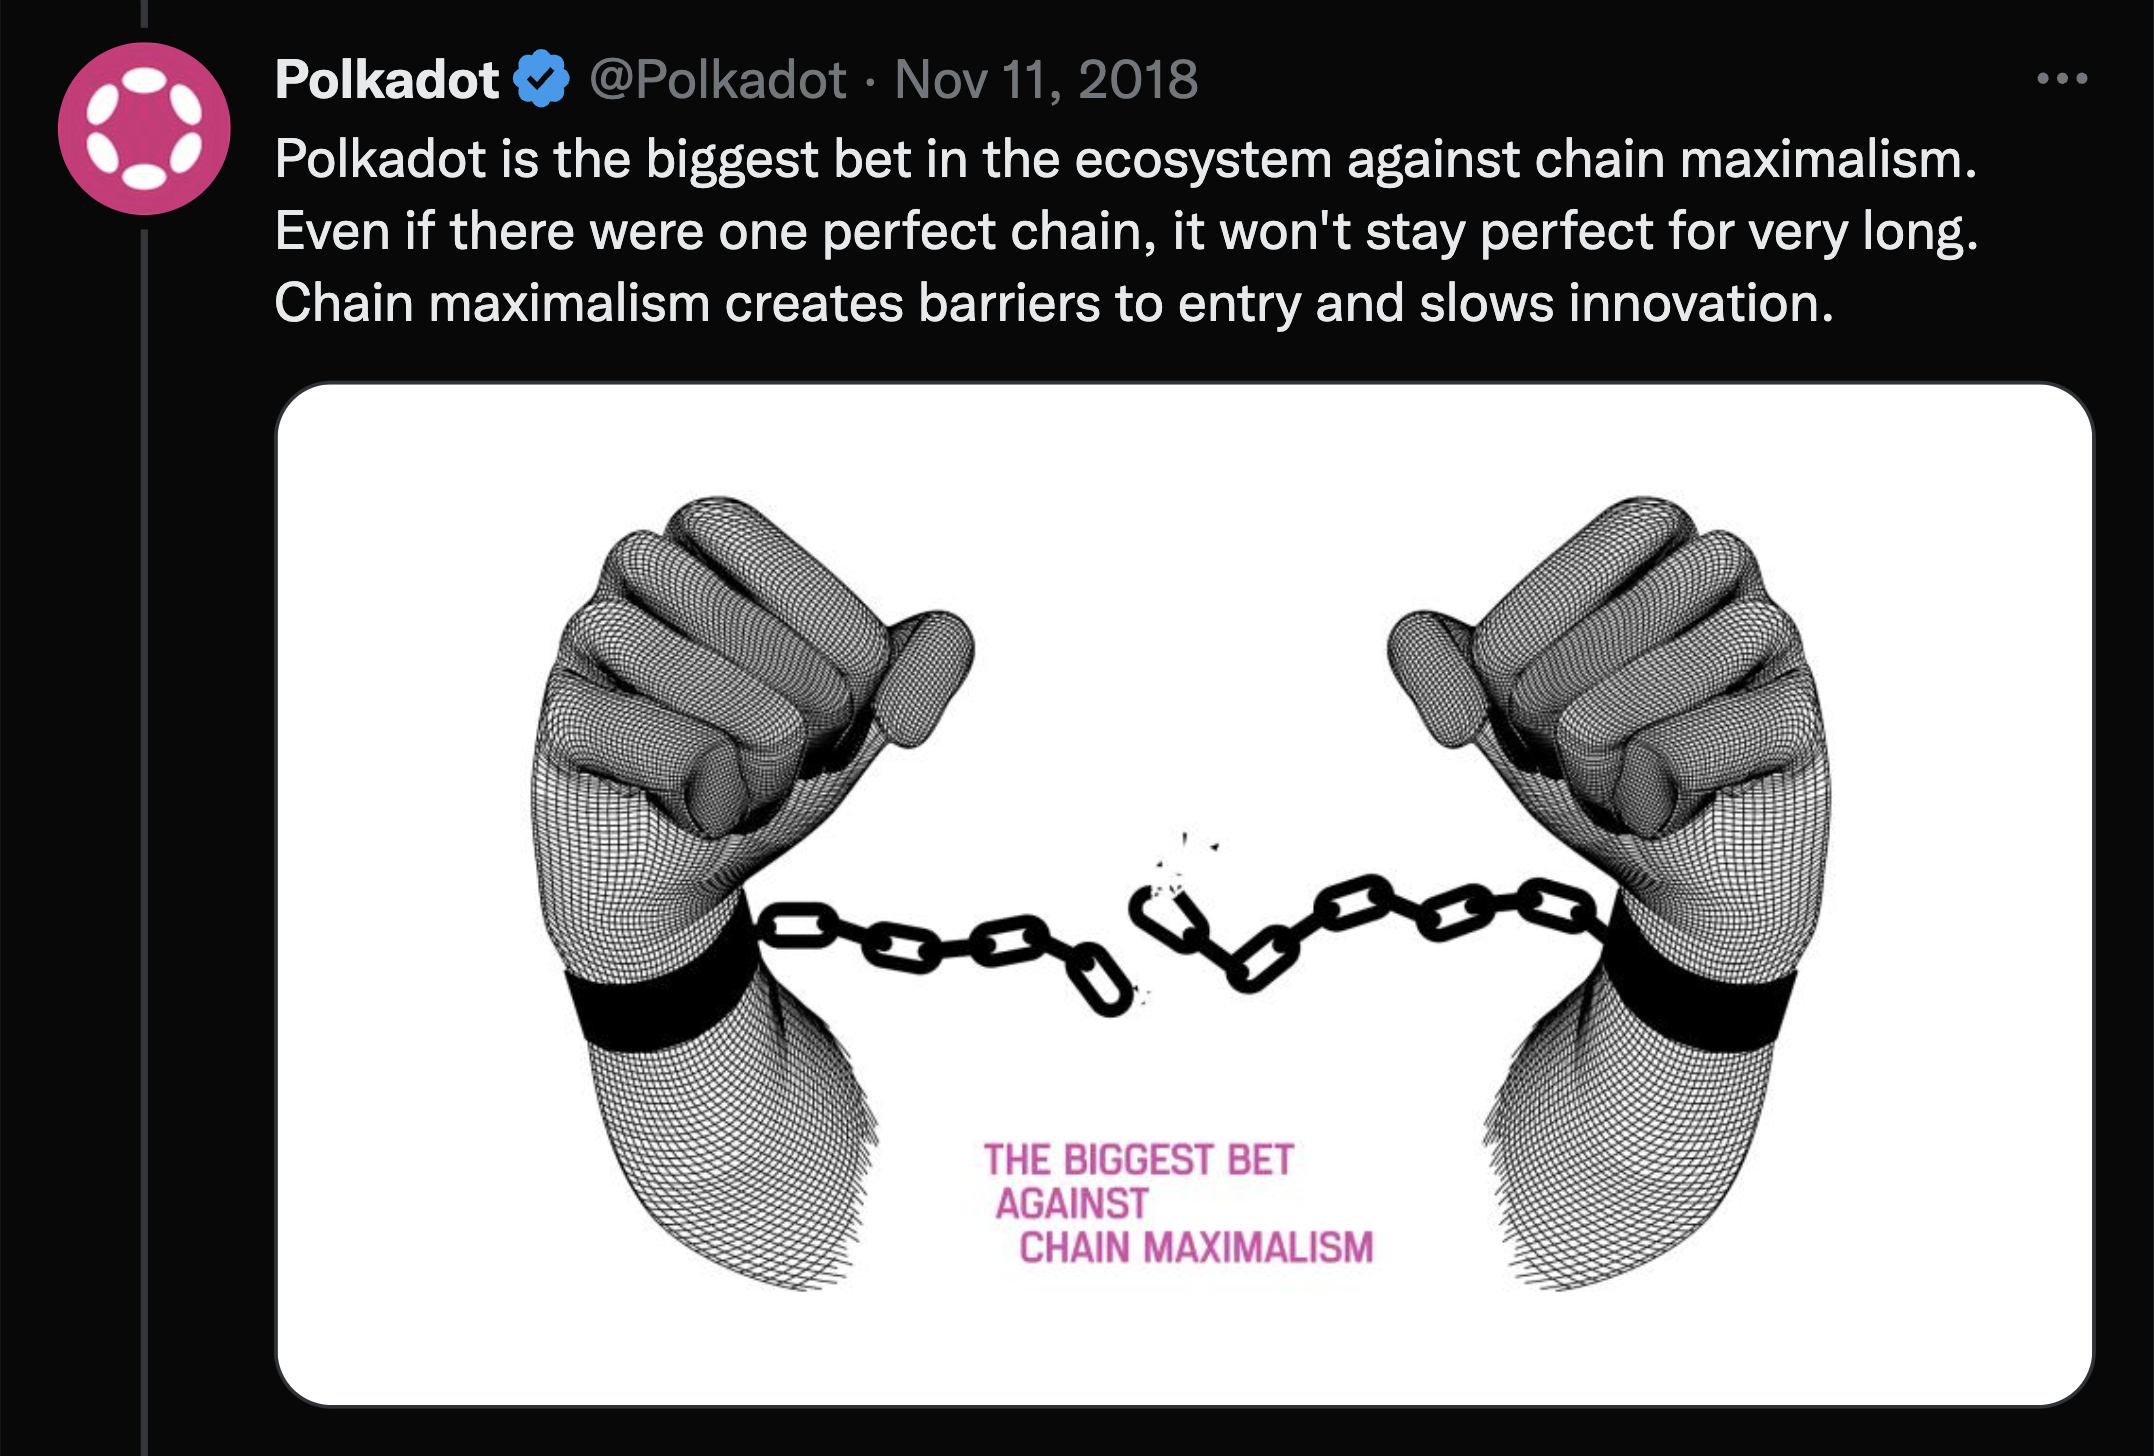 Polkadot @Polkadot · Nov 11, 2018
Polkadot is the biggest bet in the ecosystem against chain maximalism.
Even if there were one perfect chain, it won't stay perfect for very long.
Chain maximalism creates barriers to entry and slows innovation.
THE BIGGEST BET
AGAINST
CHAIN MAXIMALISM